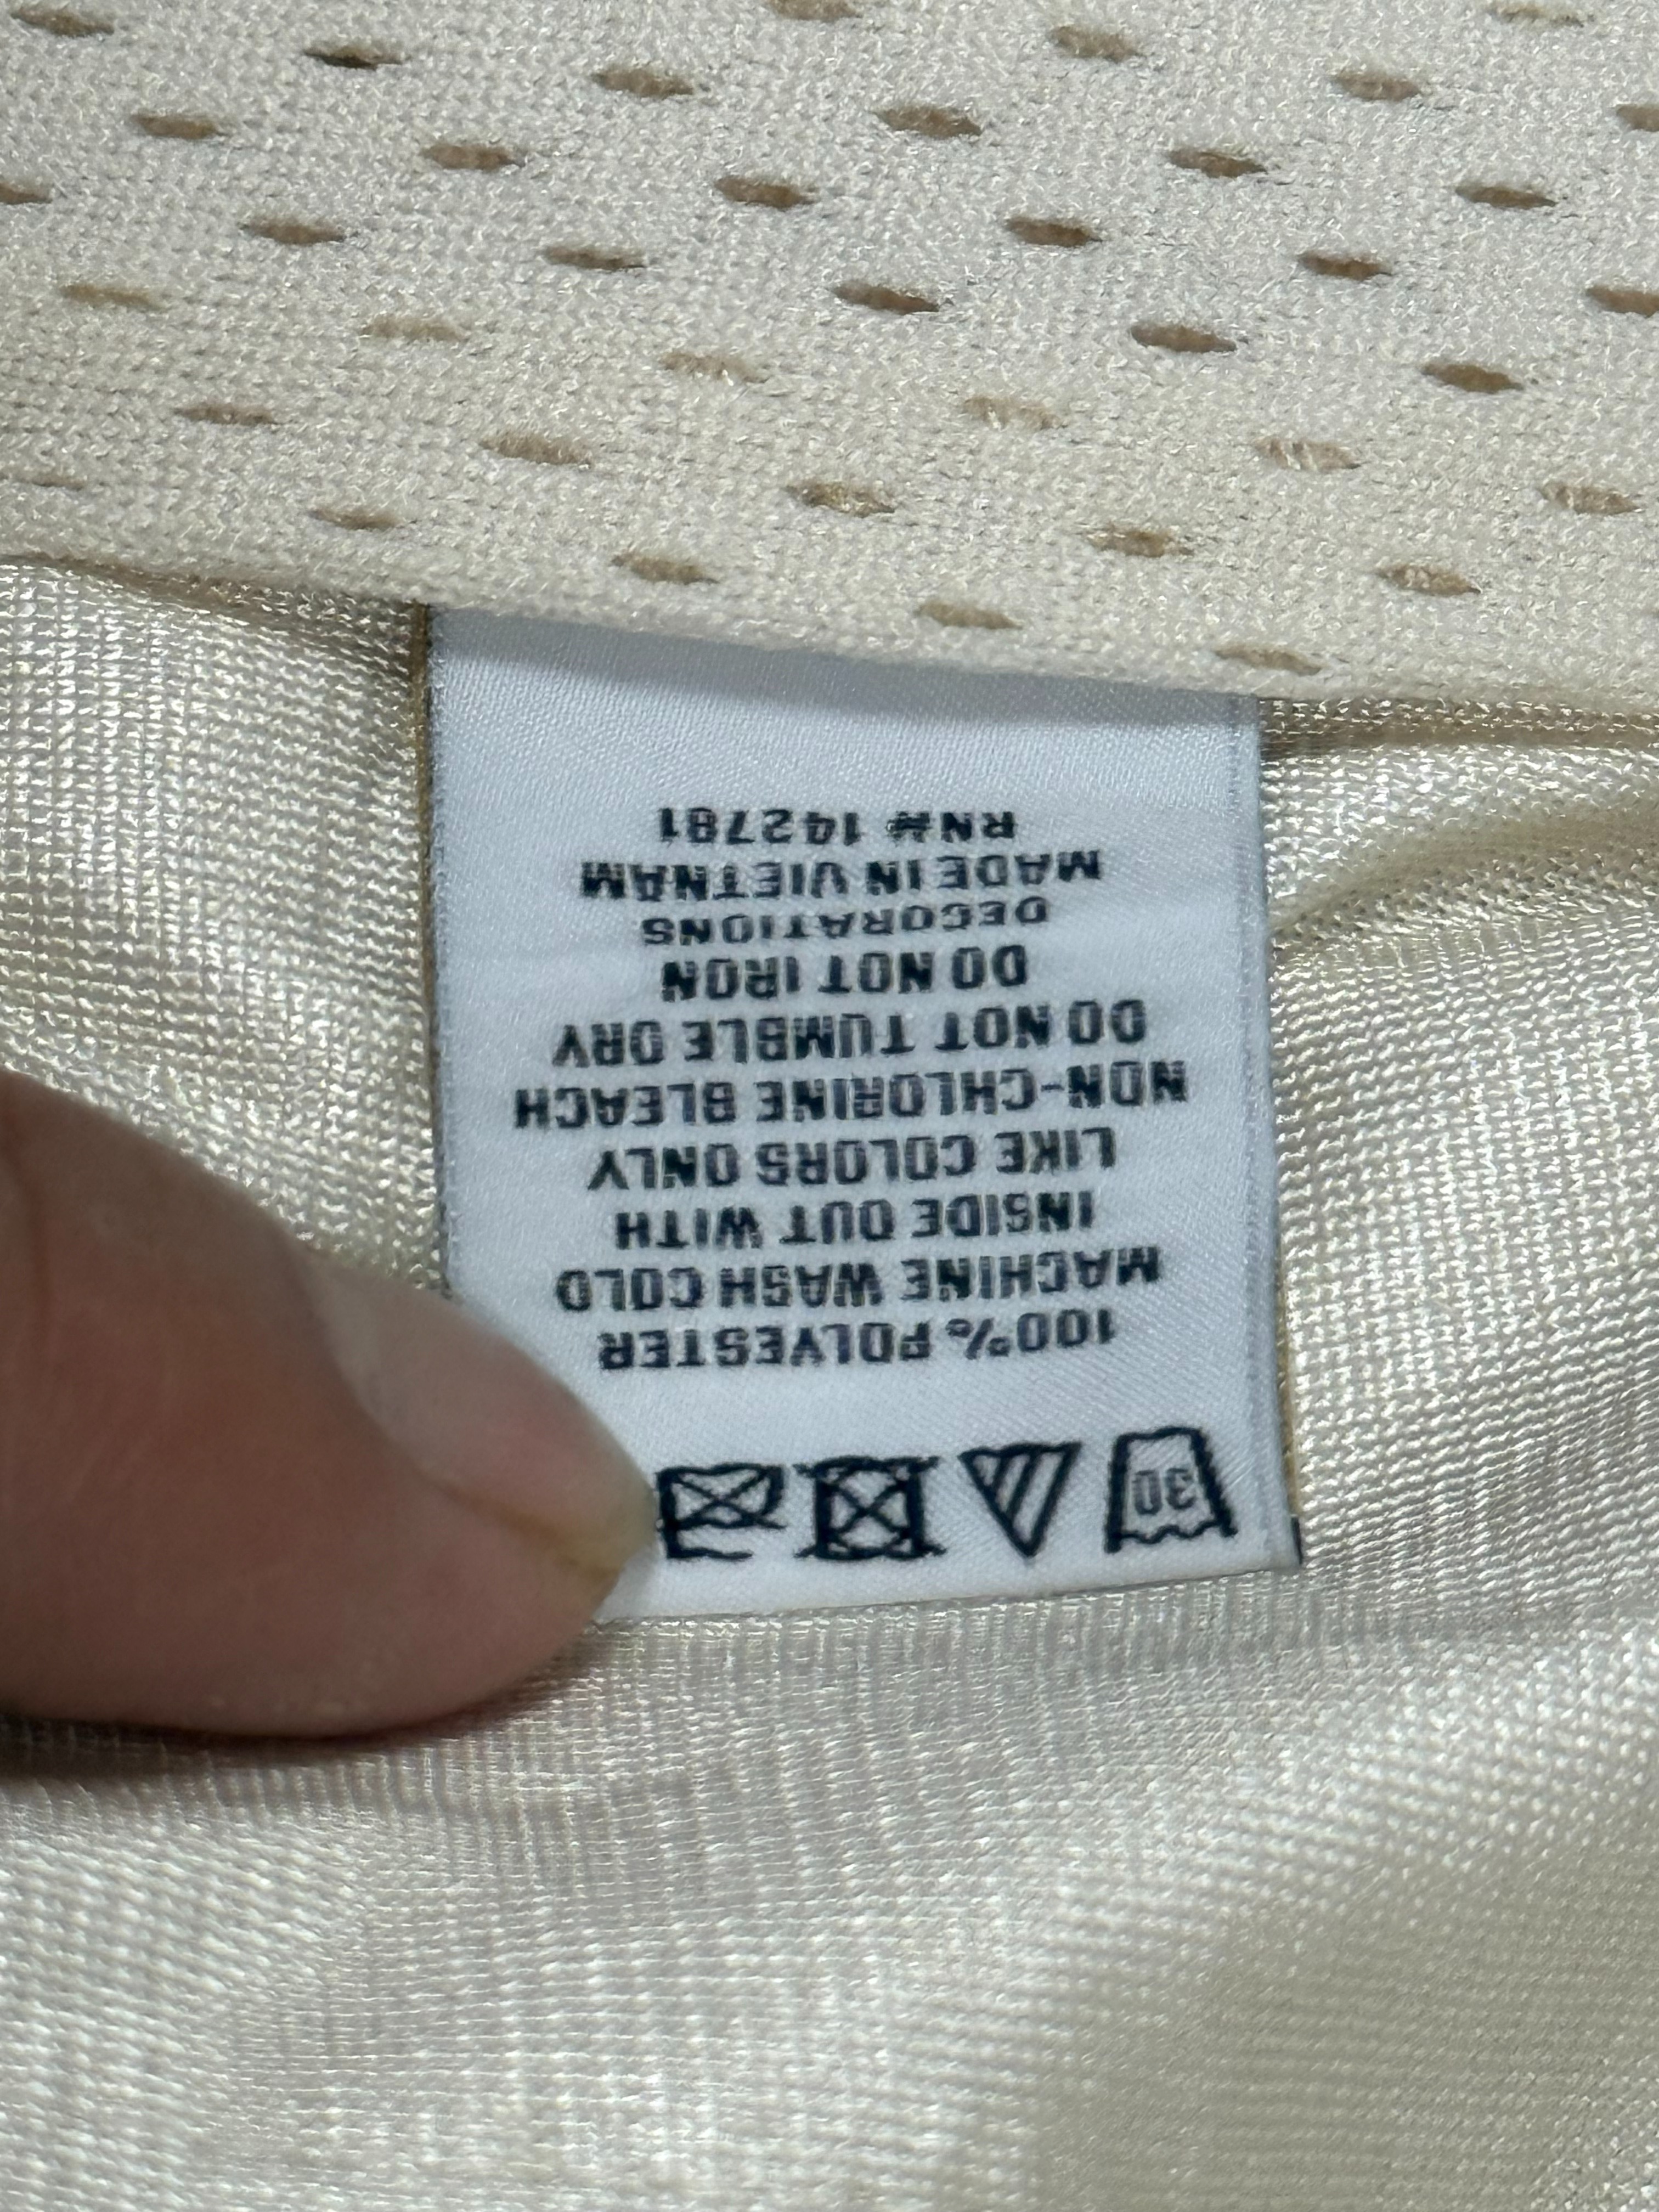 30
100% POLYESTER
MACHINE WASH COLD
INSIDE OUT WITH
LIKE COLORS ONLY
NON-CHLORINE BLEACH
DO NOT TUMBLE DRY
DO NOT IRON
DECORATIONS
MADE IN VIETNAM
RN# 142781